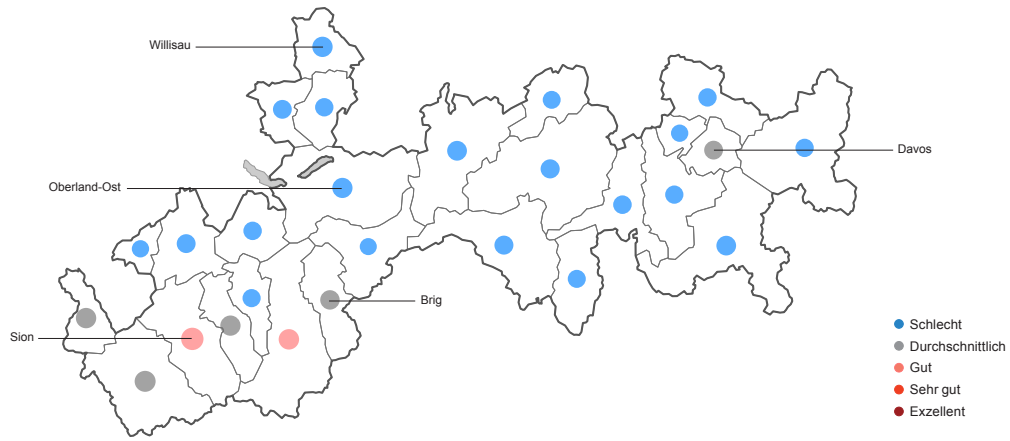 Willisau
Davos
Oberland-Ost
Brig
Sion
Schlecht
Durchschnittlich
Gut
Sehr gut
Exzellent